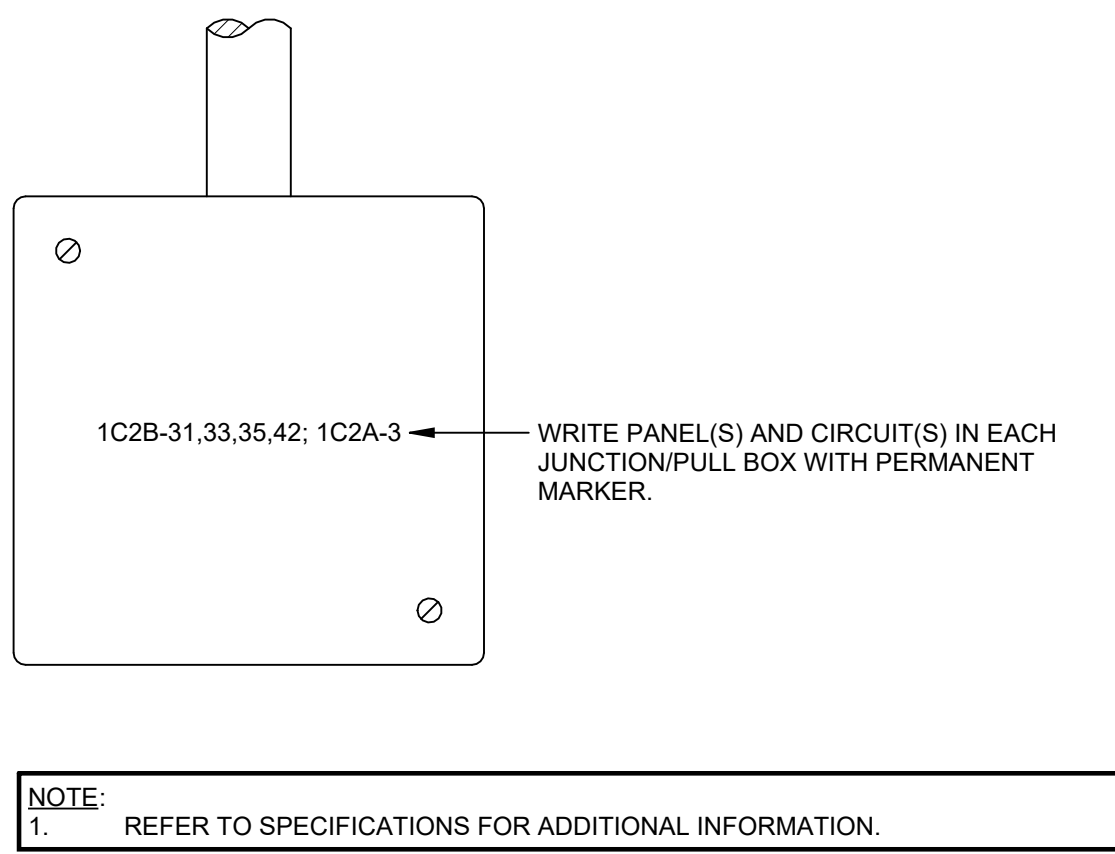 1C2B-31,33,35,42; 1C2A-3
WRITE PANEL(S) AND CIRCUIT(S) IN EACH
JUNCTION/PULL BOX WITH PERMANENT
MARKER.
NOTE:
1. REFER TO SPECIFICATIONS FOR ADDITIONAL INFORMATION.